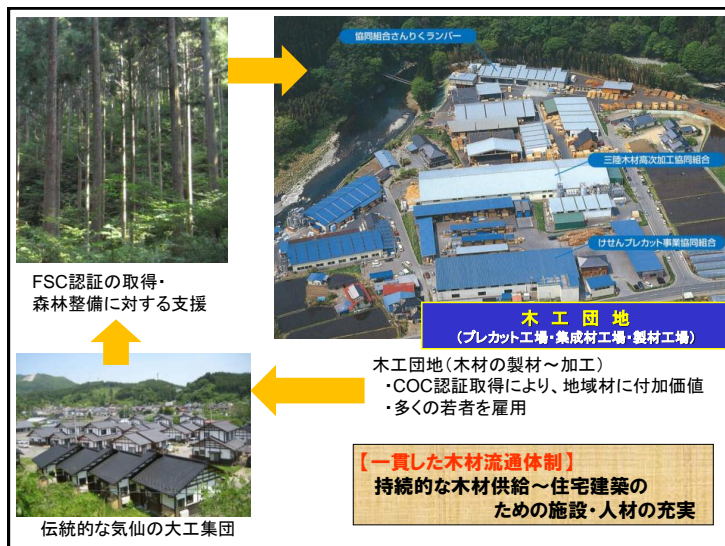 協同組合さんりくランバー
三陸木材高次加工協同組合
けせんプレカット事業協同組合
木工団地
(プレカット工場・集成材工場・製材工場)
FSC認証の取得・
森林整備に対する支援
木工団地(木材の製材～加工)
・COC認証取得により、地域材に付加価値
・多くの若者を雇用
【一貫した木材流通体制】
持続的な木材供給～住宅建築の
ための施設・人材の充実
伝統的な気仙の大工集団